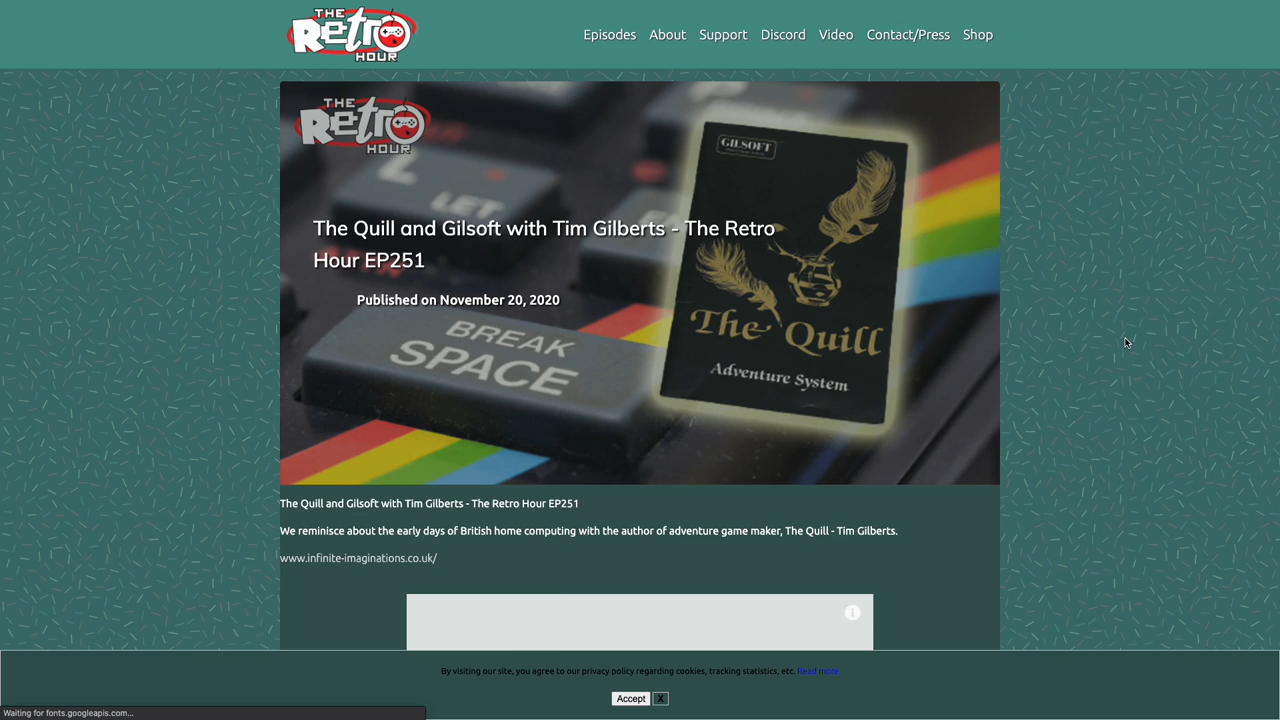 THE
Retro
HOUR
Episodes
About
Support
Discord
Video
Contact/Press
Shop
THE
Retro
HOUR
GILSOFT
LET
The Quill and Gilsoft with Tim Gilberts - The Retro
Hour EP251
Published on November 20, 2020
The Quill
Adventure System
BREAK
SPACE
The Quill and Gilsoft with Tim Gilberts - The Retro Hour EP251
We reminisce about the early days of British home computing with the author of adventure game maker, The Quill - Tim Gilberts.
www.infinite-imaginations.co.uk/
By visiting our site, you agree to our privacy policy regarding cookies, tracking statistics, etc. Read more
Accept
X
Waiting for fonts.googleapis.com...